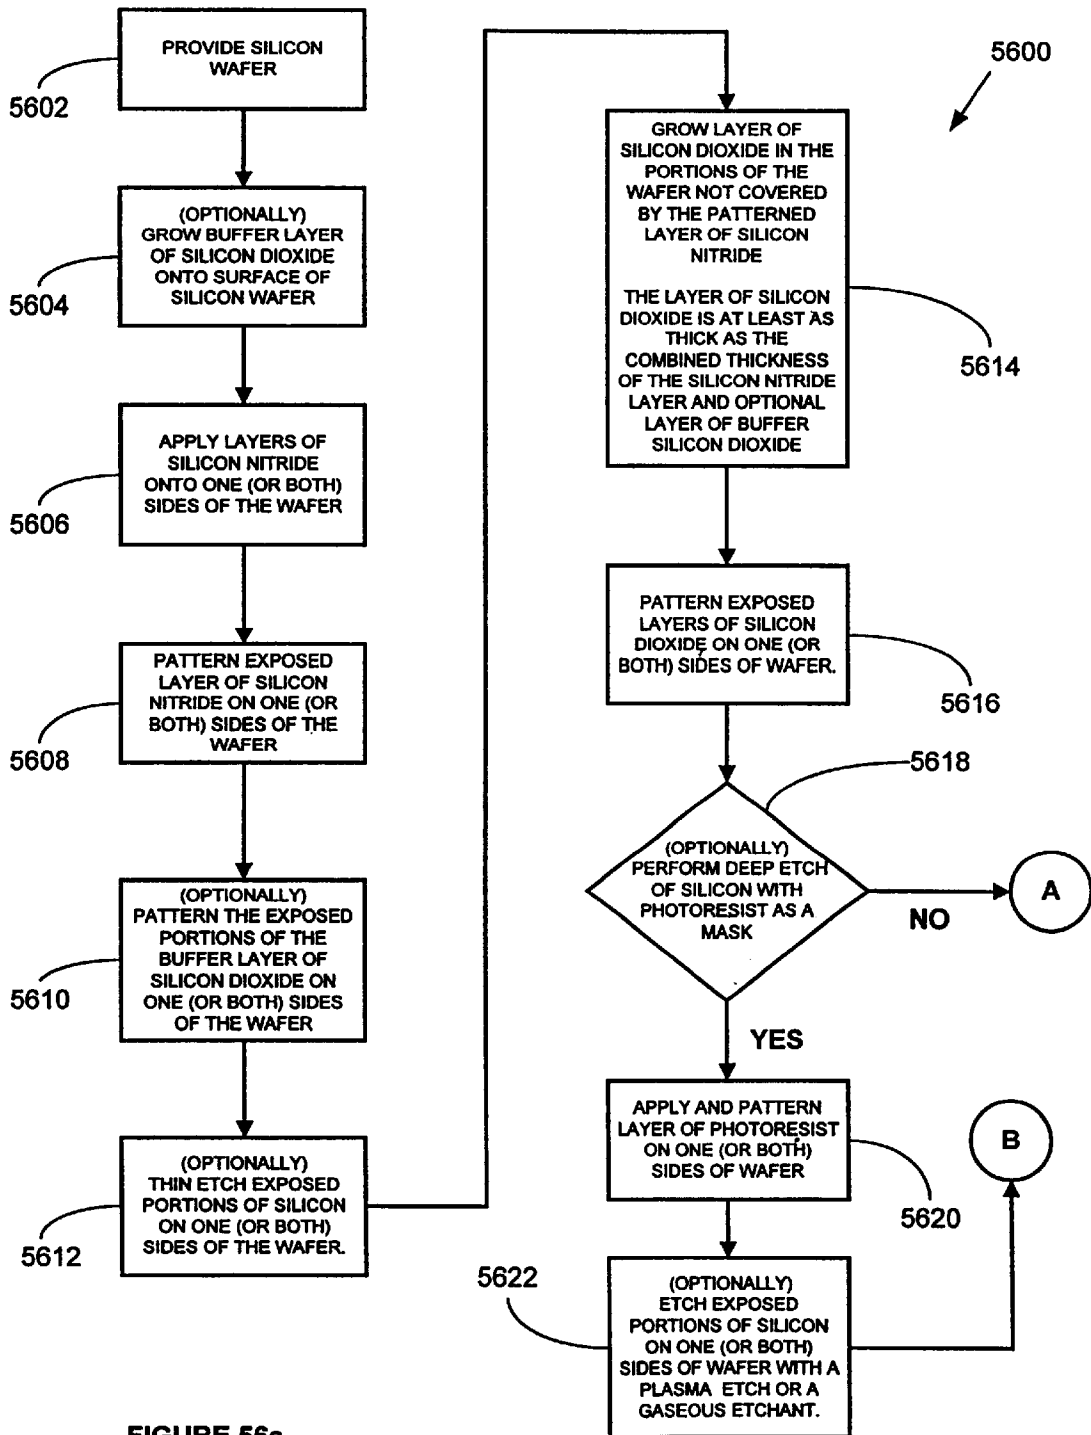 PROVIDE SILICON
WAFER
5602
(OPTIONALLY)
GROW BUFFER LAYER
OF SILICON DIOXIDE
ONTO SURFACE OF
SILICON WAFER
5604
APPLY LAYERS OF
SILICON NITRIDE
ONTO ONE (OR BOTH)
SIDES OF THE WAFER
5606
PATTERN EXPOSED
LAYER OF SILICON
NITRIDE ON ONE (OR
BOTH) SIDES OF THE
WAFER
5608
(OPTIONALLY)
PATTERN THE EXPOSED
PORTIONS OF THE
BUFFER LAYER OF
SILICON DIOXIDE ON
ONE (OR BOTH) SIDES
OF THE WAFER
5610
(OPTIONALLY)
THIN ETCH EXPOSED
PORTIONS OF SILICON
ON ONE (OR BOTH)
SIDES OF THE WAFER.
5612
5600
GROW LAYER OF
SILICON DIOXIDE IN THE
PORTIONS OF THE
WAFER NOT COVERED
BY THE PATTERNED
LAYER OF SILICON
NITRIDE
THE LAYER OF SILICON
DIOXIDE IS AT LEAST AS
THICK AS THE
COMBINED THICKNESS
OF THE SILICON NITRIDE
LAYER AND OPTIONAL
LAYER OF BUFFER
SILICON DIOXIDE
5614
PATTERN EXPOSED
LAYERS OF SILICON
DIOXIDE ON ONE (OR
BOTH) SIDES OF WAFER.
5616
5618
(OPTIONALLY)
PERFORM DEEP ETCH
OF SILICON WITH
PHOTORESIST AS A
MASK
NO
A
YES
APPLY AND PATTERN
LAYER OF PHOTORESIST
ON ONE (OR BOTH)
SIDES OF WAFER
5620
B
5622
(OPTIONALLY)
ETCH EXPOSED
PORTIONS OF SILICON
ON ONE (OR BOTH)
SIDES OF WAFER WITH A
PLASMA ETCH OR A
GASEOUS ETCHANT.
FIGURE 56a